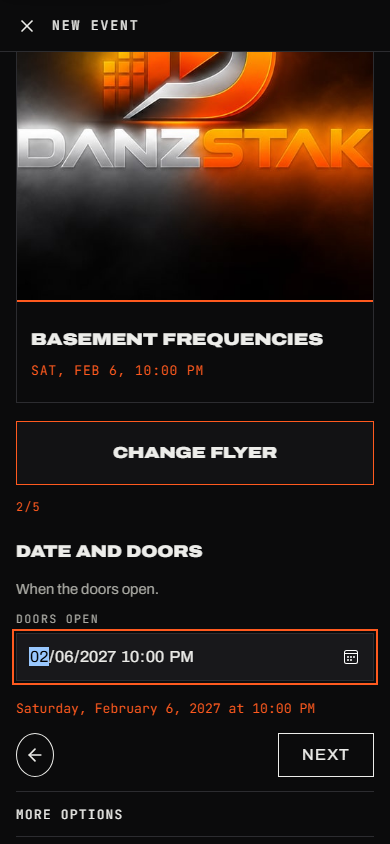 NEW EVENT
DANZSTAK
BASEMENT FREQUENCIES
SAT, FEB 6, 10:00 PM
CHANGE FLYER
2/5
DATE AND DOORS
When the doors open.
DOORS OPEN
02/06/2027 10:00 PM
Saturday, February 6, 2027 at 10:00 PM
NEXT
MORE OPTIONS